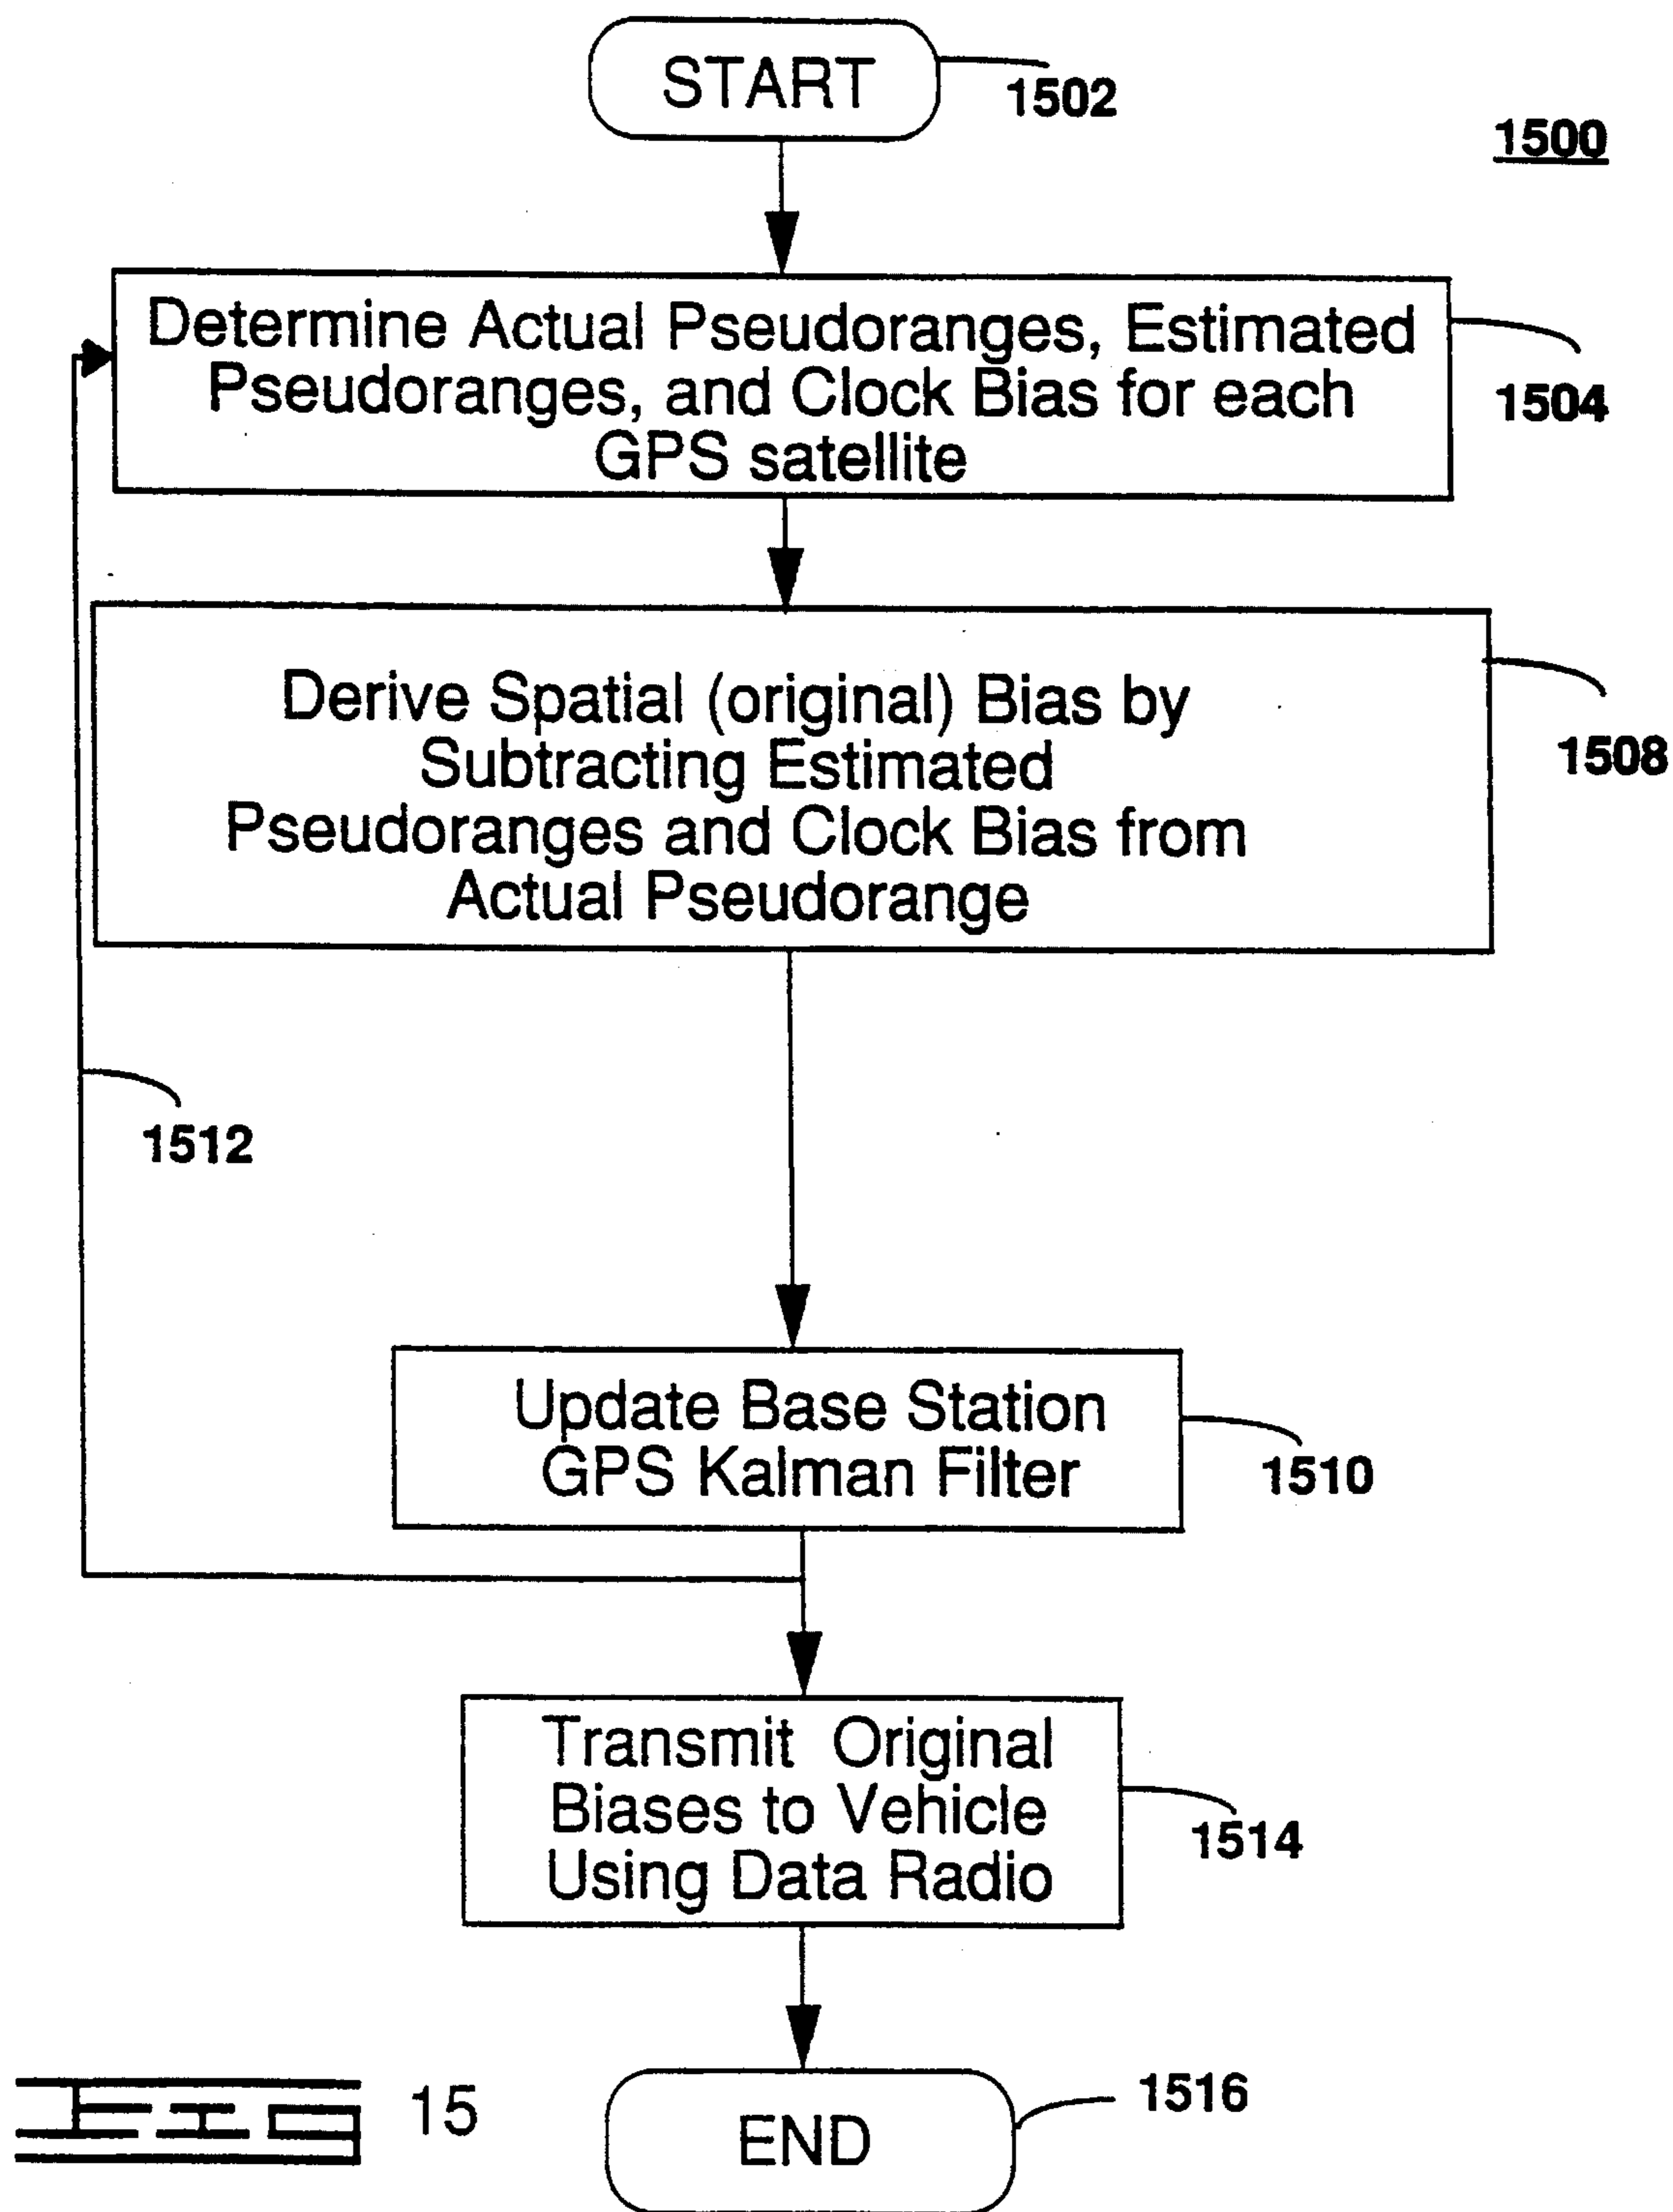 START
1502
1500
Determine Actual Pseudoranges, Estimated
Pseudoranges, and Clock Bias for each
GPS satellite
1504
Derive Spatial (original) Bias by
Subtracting Estimated
Pseudoranges and Clock Bias from
Actual Pseudorange
1508
1512
Update Base Station
GPS Kalman Filter
1510
Transmit Original
Biases to Vehicle
Using Data Radio
1514
END
1516
FIG 15